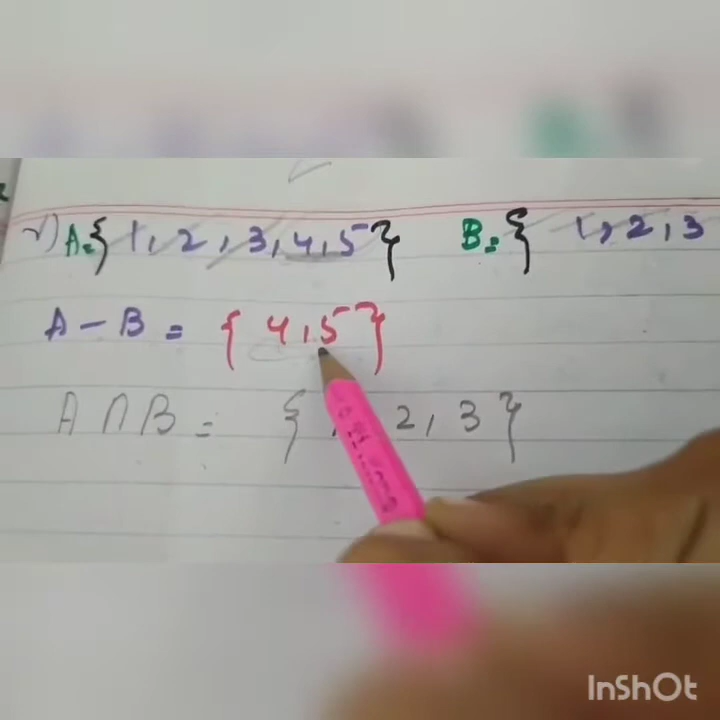 v) A={1,2,3,4,5} B={1,2,3
A-B={4,5}
A∩B={ , 2,3}
InShOt